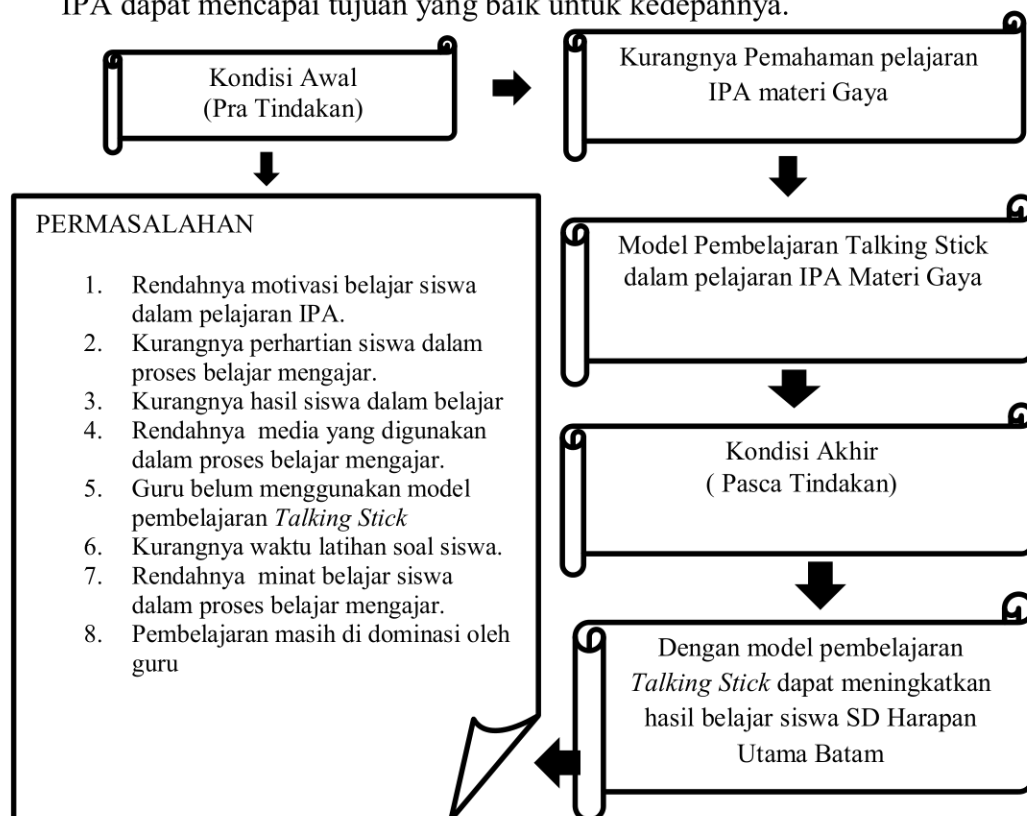 IPA dapat mencapai tujuan yang baik untuk kedepannya.
Kondisi Awal
(Pra Tindakan)
Kurangnya Pemahaman pelajaran
IPA materi Gaya
PERMASALAHAN
1. Rendahnya motivasi belajar siswa
dalam pelajaran IPA.
2. Kurangnya perhartian siswa dalam
proses belajar mengajar.
3. Kurangnya hasil siswa dalam belajar
4. Rendahnya media yang digunakan
dalam proses belajar mengajar.
5. Guru belum menggunakan model
pembelajaran Talking Stick
6. Kurangnya waktu latihan soal siswa.
7. Rendahnya minat belajar siswa
dalam proses belajar mengajar.
8. Pembelajaran masih di dominasi oleh
guru
Model Pembelajaran Talking Stick
dalam pelajaran IPA Materi Gaya
Kondisi Akhir
( Pasca Tindakan)
Dengan model pembelajaran
Talking Stick dapat meningkatkan
hasil belajar siswa SD Harapan
Utama Batam